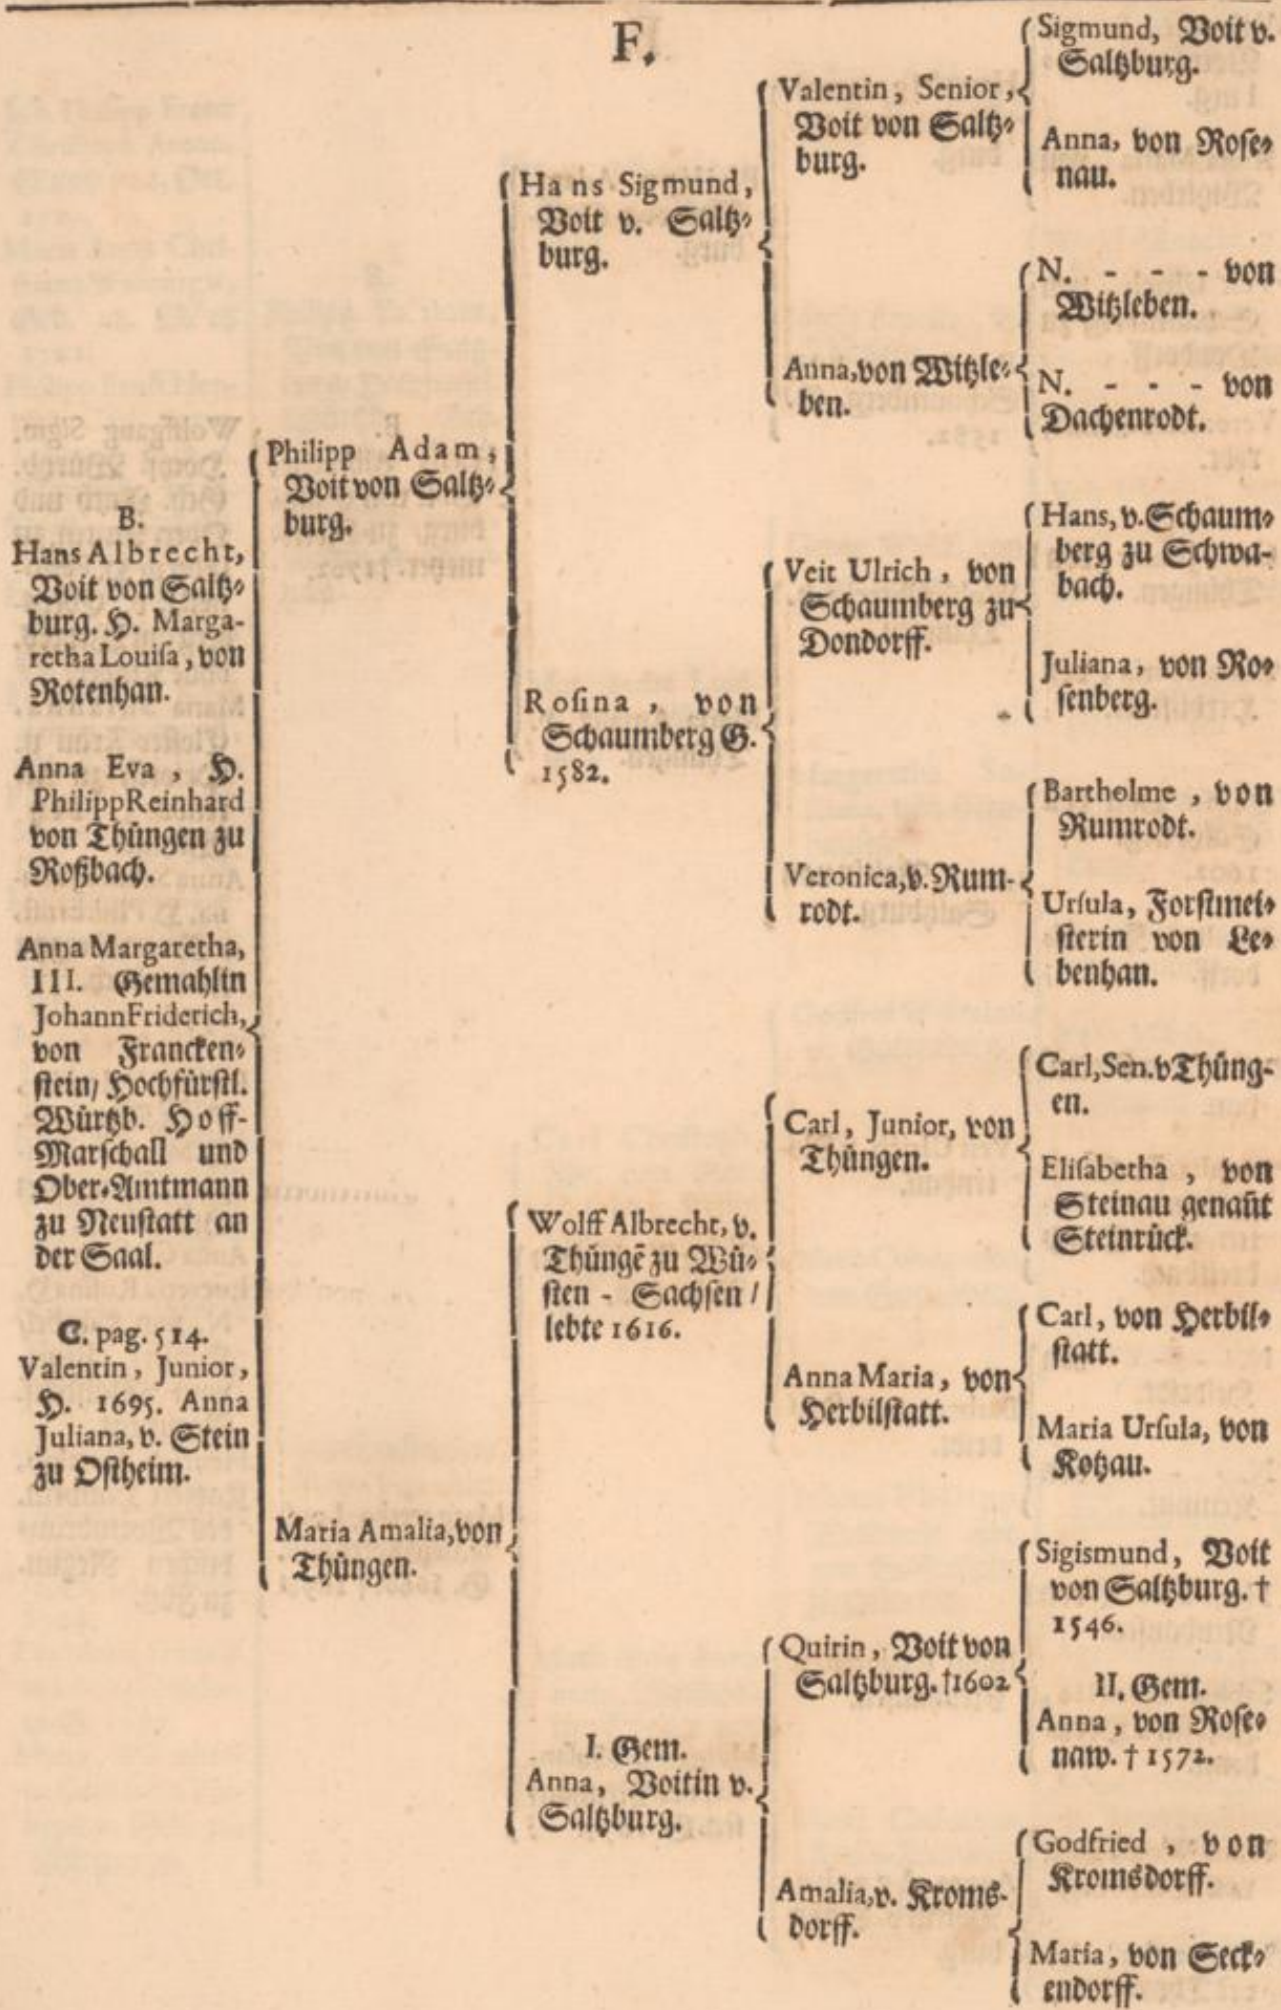 F.
B.
Hans Albrecht,
Voit von Saltz-
burg. H. Marga-
retha Louisa, von
Rotenhan.
Anna Eva, H.
Philipp Reinhard
von Thüngen zu
Roßbach.
Anna Margaretha,
III. Gemahlin
Johann Friderich,
von Francken-
stein/ Hochfürstl.
Würtzb. Hoff-
Marschall und
Ober-Amtmann
zu Neustatt an
der Saal.
C. pag. 514.
Valentin, Junior,
H. 1695. Anna
Juliana, v. Stein
zu Ostheim.
Philipp Adam,
Voit von Saltz-
burg.
Maria Amalia, von
Thüngen.
Hans Sigmund,
Voit v. Saltz-
burg.
Rosina, von
Schaumberg G.
1582.
Wolff Albrecht, v.
Thüngē zu Wü-
sten - Sachsen /
lebte 1616.
I. Gem.
Anna, Voitin v.
Saltzburg.
Valentin, Senior,
Voit von Saltz-
burg.
Anna, von Witzle-
ben.
Veit Ulrich, von
Schaumberg zu
Dondorff.
Veronica, v. Rum-
rodt.
Carl, Junior, von
Thüngen.
Anna Maria, von
Herbilstatt.
Quirin, Voit von
Saltzburg. †1602
Amalia, v. Kroms-
dorff.
Sigmund, Voit v.
Saltzburg.
Anna, von Rose-
nau.
N. - - - von
Witzleben.
N. - - - von
Dachenrodt.
Hans, v. Schaum-
berg zu Schwa-
bach.
Juliana, von Ro-
senberg.
Bartholme, von
Rumrodt.
Ursula, Forstmei-
sterin von Le-
benhan.
Carl, Sen. v Thüng-
en.
Elisabetha, von
Steinau genañt
Steinrück.
Carl, von Herbil-
statt.
Maria Ursula, von
Kotzau.
Sigismund, Voit
von Saltzburg. †
1546.
II. Gem.
Anna, von Rose-
naw. † 1572.
Godfried, von
Kromsdorff.
Maria, von Seck-
endorff.